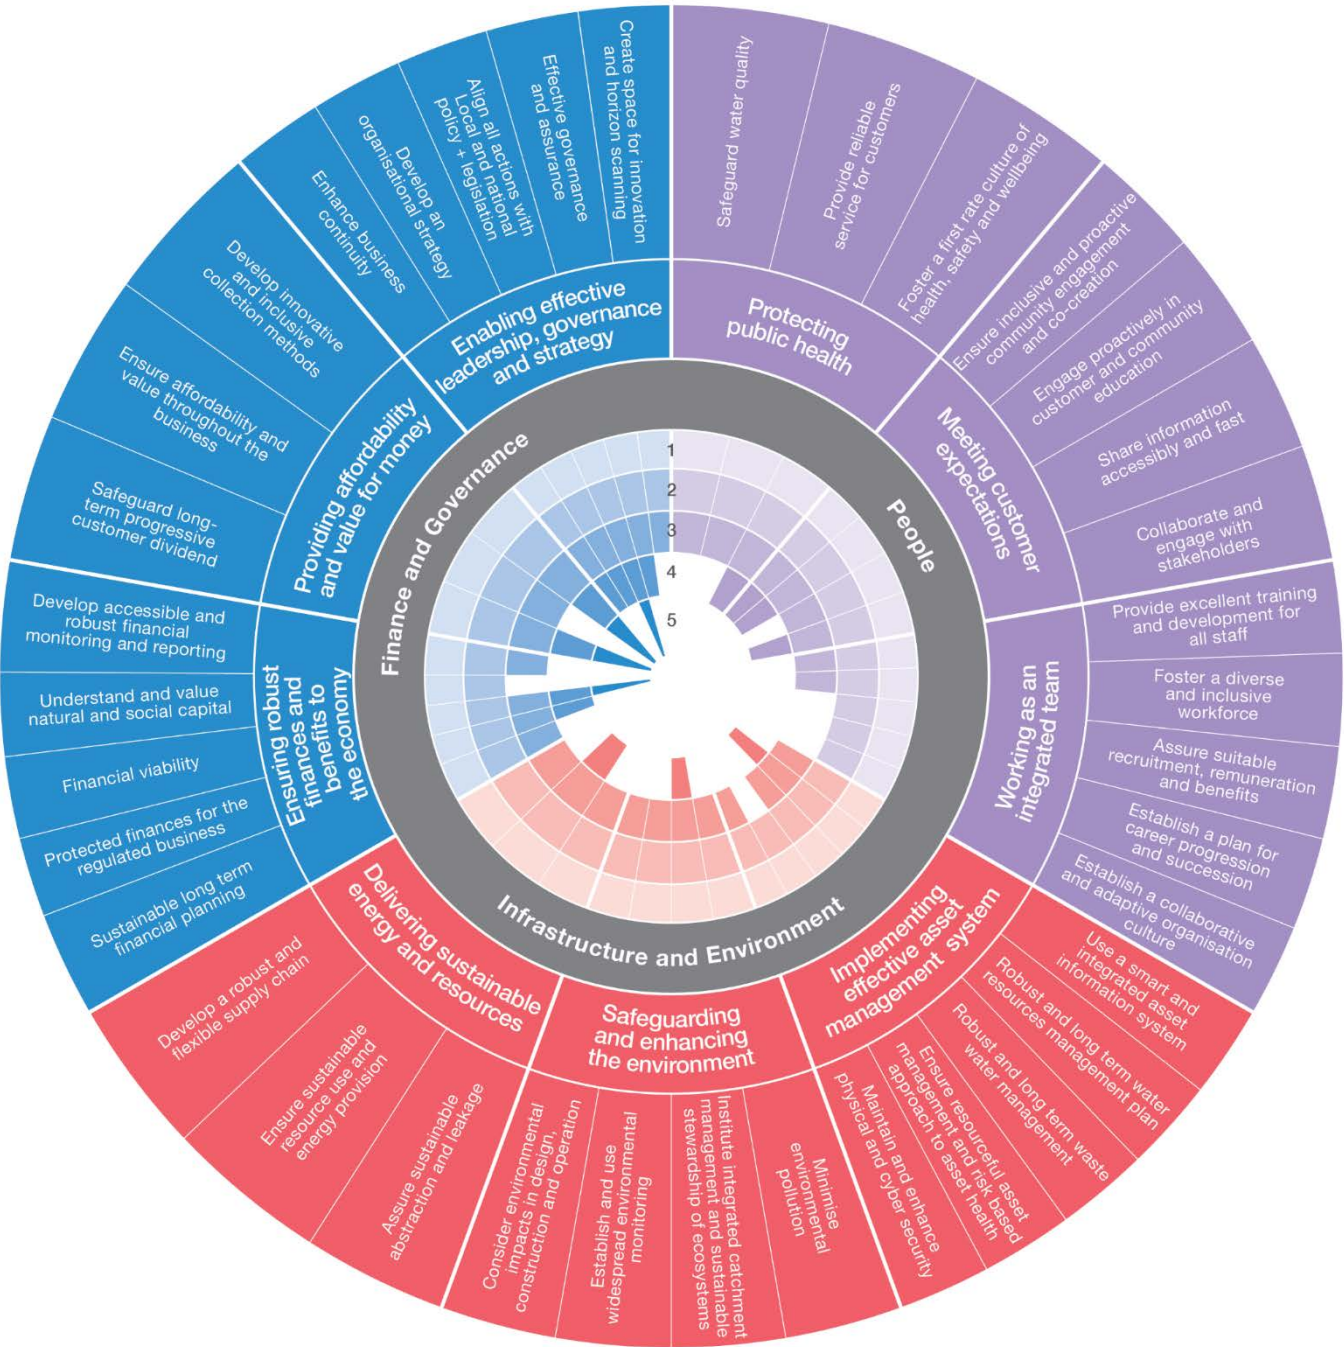 Safeguard water quality
Provide reliable
service for customers
Foster a first rate culture of
health, safety and wellbeing
Protecting
public health
Ensure inclusive and proactive
community engagement
and co-creation
Engage proactively in
customer and community
education
Share information
accessibly and fast
Collaborate and
engage with
stakeholders
Meeting customer
expectations
Provide excellent training
and development for
all staff
Foster a diverse
and inclusive
workforce
Assure suitable
recruitment, remuneration
and benefits
Establish a plan for
career progression
and succession
Establish a collaborative
and adaptive organisation
culture
Working as an
integrated team
People
Use a smart and
integrated asset
information system
Robust and long term water
resources management plan
Robust and long term waste
water management
Ensure resourceful asset
management and risk based
approach to asset health
Maintain and enhance
physical and cyber security
Implementing
effective asset
management system
Minimise
environmental
pollution
Institute integrated catchment
management and sustainable
stewardship of ecosystems
Establish and use
widespread environmental
monitoring
Consider environmental
impacts in design,
construction and operation
Safeguarding
and enhancing
the environment
Assure sustainable
abstraction and leakage
Ensure sustainable
resource use and
energy provision
Develop a robust and
flexible supply chain
Delivering sustainable
energy and resources
Infrastructure and Environment
Sustainable long term
financial planning
Protected finances for the
regulated business
Financial viability
Understand and value
natural and social capital
Develop accessible and
robust financial
monitoring and reporting
Ensuring robust
finances and
benefits to
the economy
Safeguard long-
term progressive
customer dividend
Ensure affordability and
value throughout the
business
Develop innovative
and inclusive
collection methods
Providing affordability
and value for money
Enhance business
continuity
Develop an
organisational strategy
Align all actions with
Local and national
policy + legislation
Effective governance
and assurance
Create space for innovation
and horizon scanning
Enabling effective
leadership, governance
and strategy
Finance and Governance
1
2
3
4
5